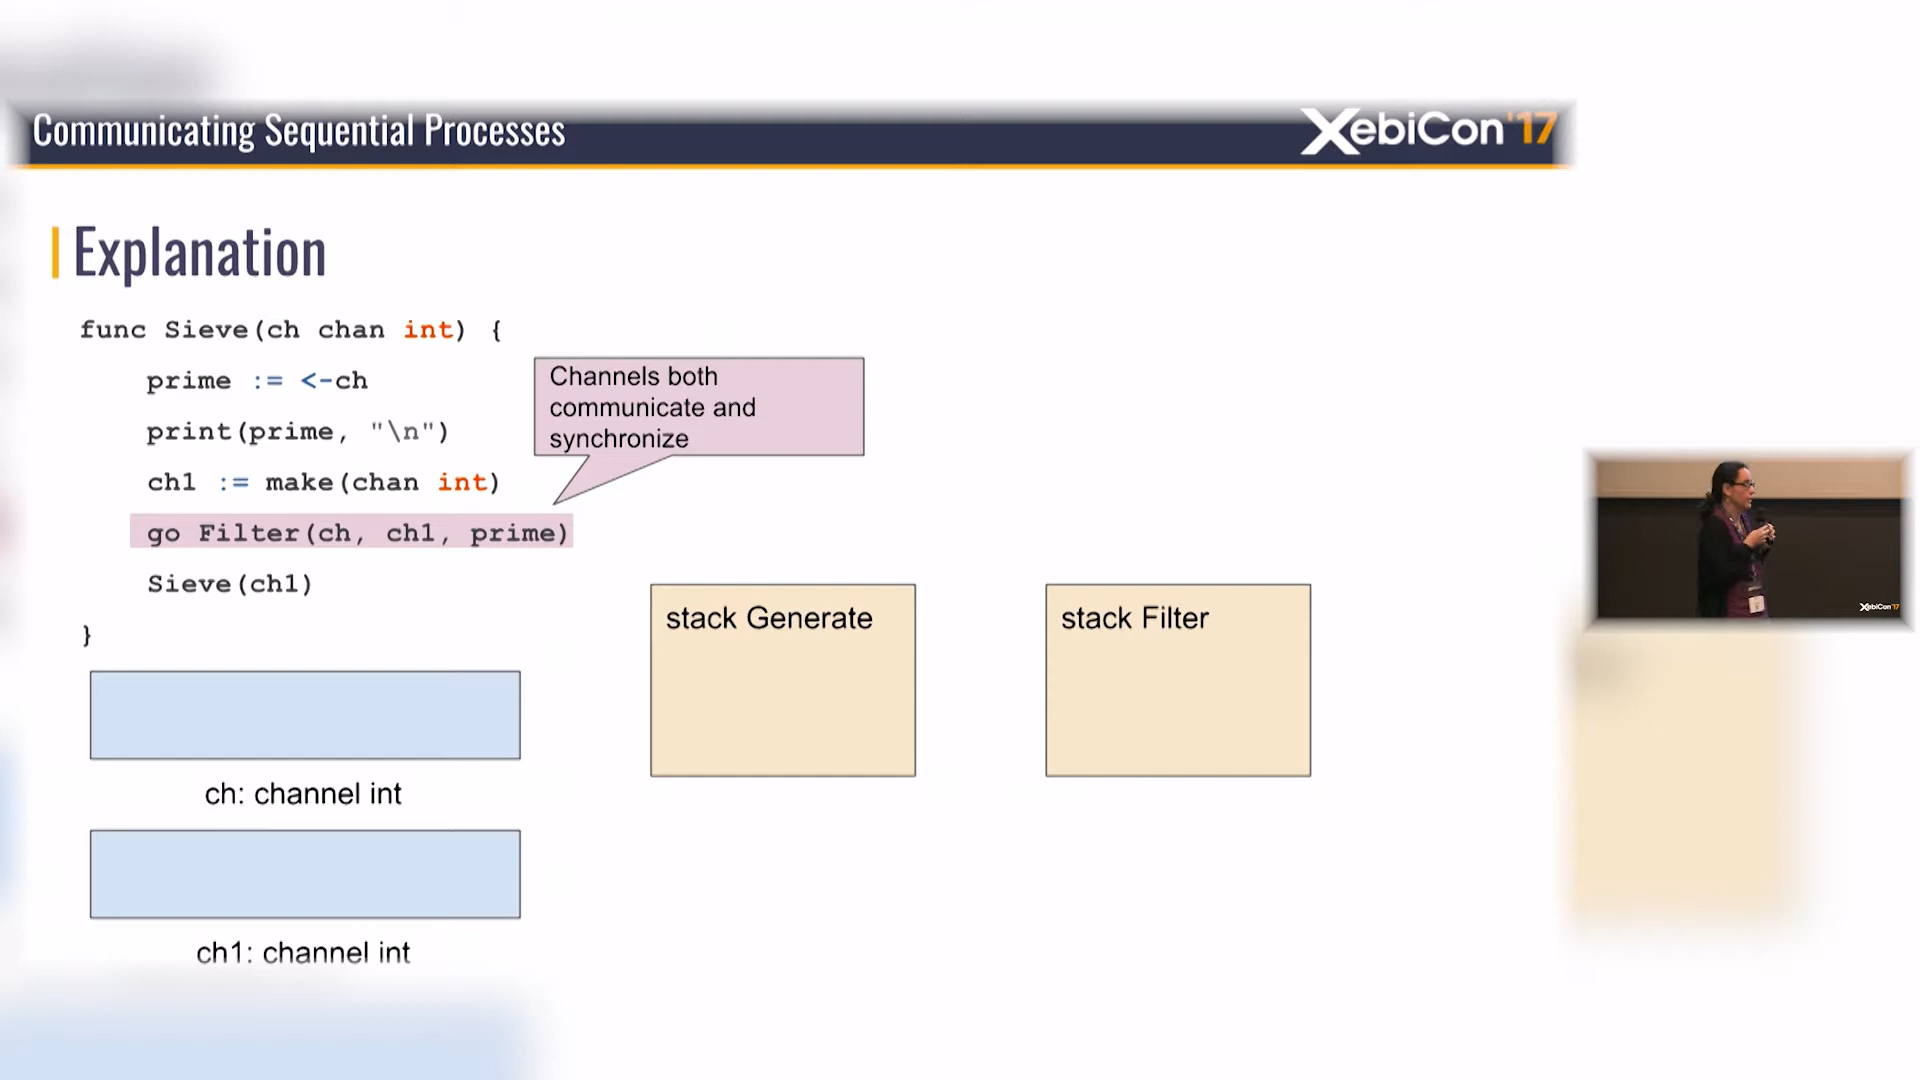 Communicating Sequential Processes
XebiCon'17
Explanation
func Sieve(ch chan int) {
prime := <-ch
print(prime, "\n")
ch1 := make(chan int)
go Filter(ch, ch1, prime)
Sieve(ch1)
}
Channels both
communicate and
synchronize
stack Generate
stack Filter
ch: channel int
ch1: channel int
XebiCon'17